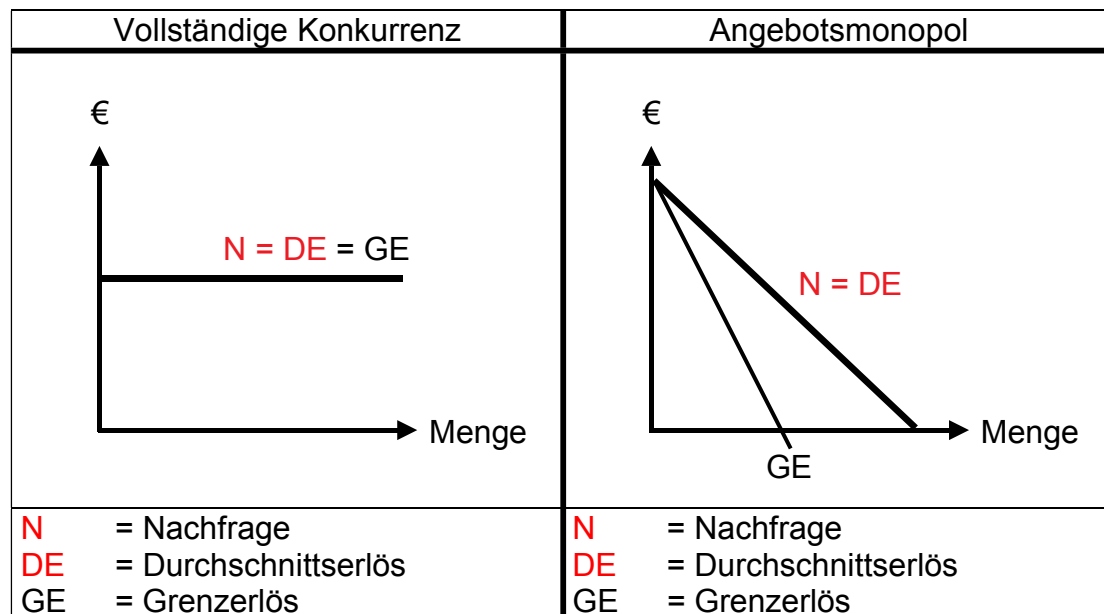 Vollständige Konkurrenz
Angebotsmonopol
€
N = DE = GE
Menge
€
N = DE
Menge
GE
N = Nachfrage
DE = Durchschnittserlös
GE = Grenzerlös
N = Nachfrage
DE = Durchschnittserlös
GE = Grenzerlös